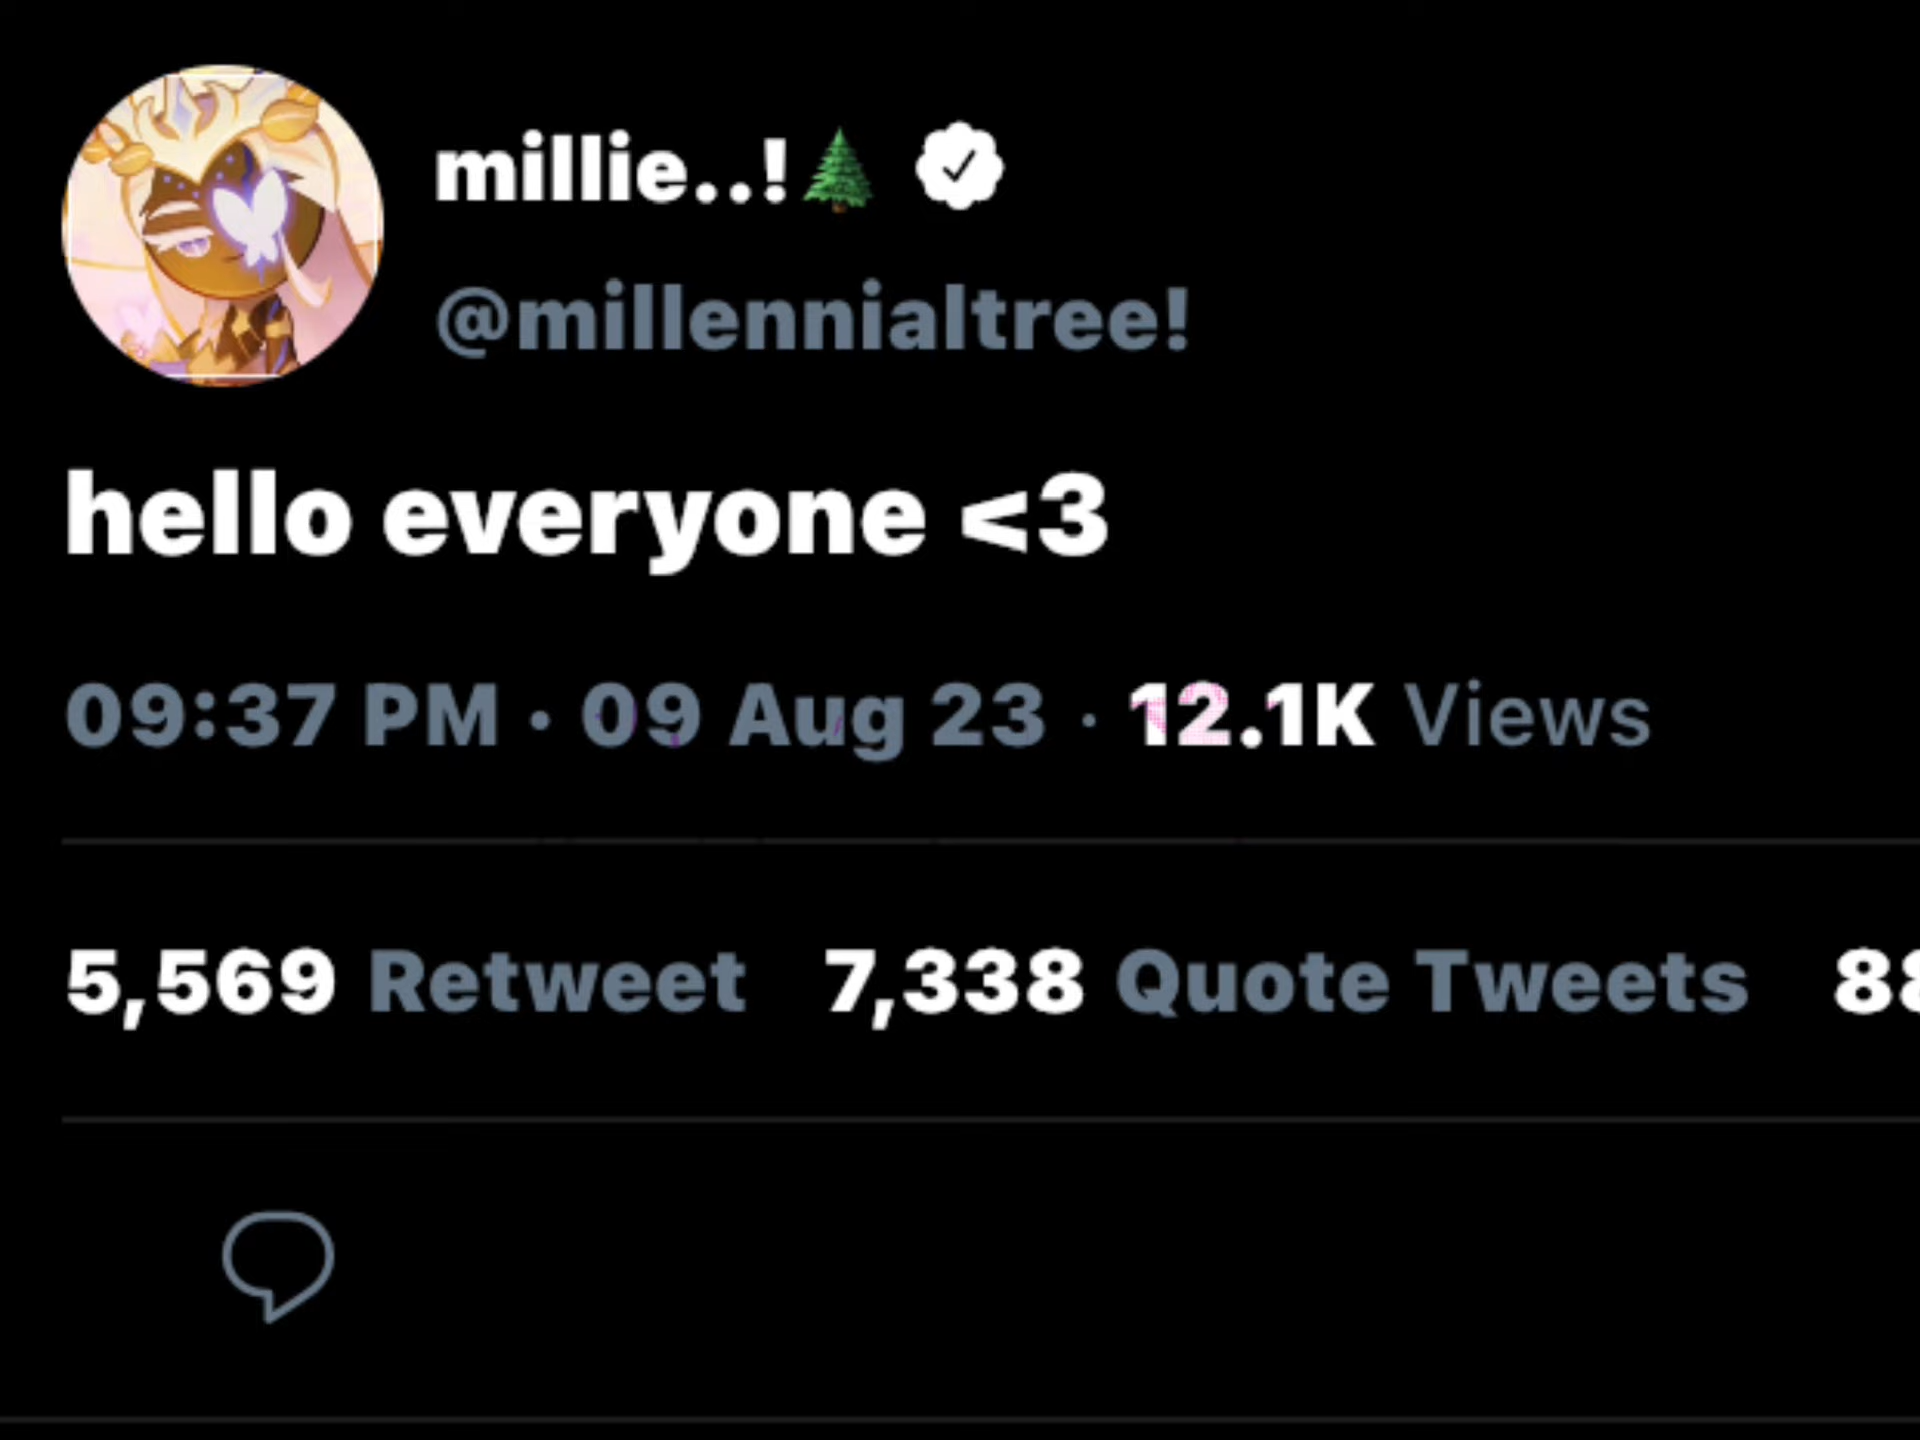 millie..!🌲
@millennialtree!
hello everyone <3
09:37 PM · 09 Aug 23 · 12.1K Views
5,569 Retweet 7,338 Quote Tweets 88